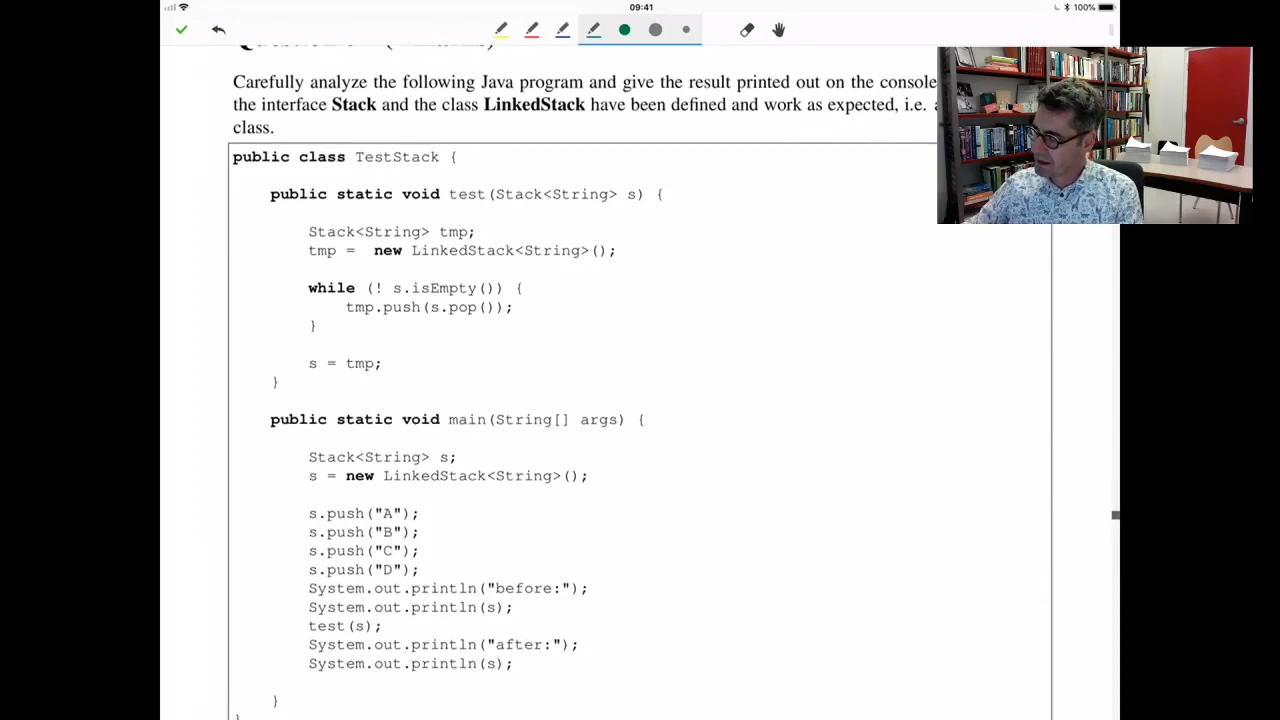 09:41
100%
Carefully analyze the following Java program and give the result printed out on the console
the interface Stack and the class LinkedStack have been defined and work as expected, i.e.
class.
public class TestStack {
public static void test(Stack<String> s) {
Stack<String> tmp;
tmp =  new LinkedStack<String>();
while (! s.isEmpty()) {
tmp.push(s.pop());
}
s = tmp;
}
public static void main(String[] args) {
Stack<String> s;
s = new LinkedStack<String>();
s.push("A");
s.push("B");
s.push("C");
s.push("D");
System.out.println("before:");
System.out.println(s);
test(s);
System.out.println("after:");
System.out.println(s);
}
}